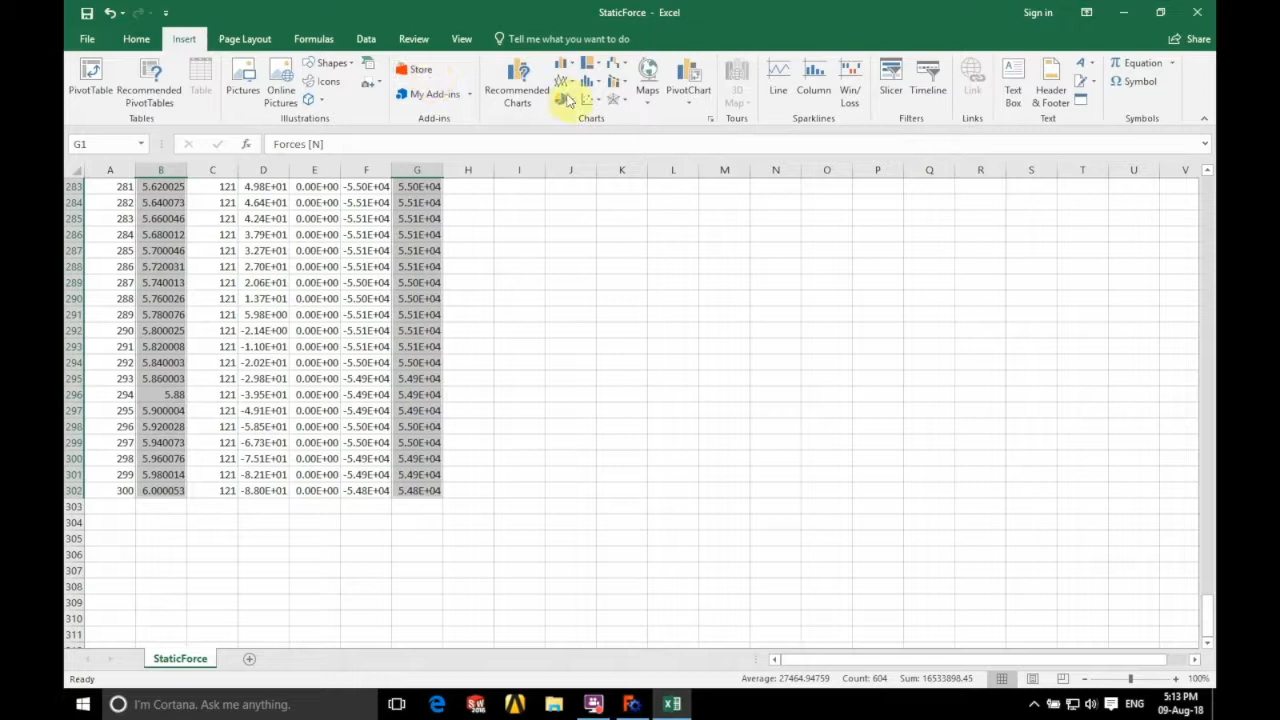 StaticForce - Excel
Sign in
File Home Insert Page Layout Formulas Data Review View Tell me what you want to do Share
PivotTable
Recommended PivotTables
Table
Tables
Pictures
Online Pictures
Shapes
Icons
Illustrations
Store
My Add-ins
Add-ins
Recommended Charts
Maps
PivotChart
Charts
3D Map
Tours
Line
Column
Win/ Loss
Sparklines
Slicer
Timeline
Filters
Link
Links
Text Box
Header & Footer
Text
Equation
Symbol
Symbols
G1 Forces [N]
A B C D E F G H I J K L M N O P Q R S T U V
283 281 5.620025 121 4.98E+01 0.00E+00 -5.50E+04 5.50E+04
284 282 5.640073 121 4.64E+01 0.00E+00 -5.51E+04 5.51E+04
285 283 5.660046 121 4.24E+01 0.00E+00 -5.51E+04 5.51E+04
286 284 5.680012 121 3.79E+01 0.00E+00 -5.51E+04 5.51E+04
287 285 5.700046 121 3.27E+01 0.00E+00 -5.51E+04 5.51E+04
288 286 5.720031 121 2.70E+01 0.00E+00 -5.51E+04 5.51E+04
289 287 5.740013 121 2.06E+01 0.00E+00 -5.50E+04 5.50E+04
290 288 5.760026 121 1.37E+01 0.00E+00 -5.50E+04 5.50E+04
291 289 5.780076 121 5.98E+00 0.00E+00 -5.51E+04 5.51E+04
292 290 5.800025 121 -2.14E+00 0.00E+00 -5.51E+04 5.51E+04
293 291 5.820008 121 -1.10E+01 0.00E+00 -5.51E+04 5.51E+04
294 292 5.840003 121 -2.02E+01 0.00E+00 -5.50E+04 5.50E+04
295 293 5.860003 121 -2.98E+01 0.00E+00 -5.49E+04 5.49E+04
296 294 5.88 121 -3.95E+01 0.00E+00 -5.49E+04 5.49E+04
297 295 5.900004 121 -4.91E+01 0.00E+00 -5.49E+04 5.49E+04
298 296 5.920028 121 -5.85E+01 0.00E+00 -5.50E+04 5.50E+04
299 297 5.940073 121 -6.73E+01 0.00E+00 -5.50E+04 5.50E+04
300 298 5.960076 121 -7.51E+01 0.00E+00 -5.49E+04 5.49E+04
301 299 5.980014 121 -8.21E+01 0.00E+00 -5.49E+04 5.49E+04
302 300 6.000053 121 -8.80E+01 0.00E+00 -5.48E+04 5.48E+04
303
304
305
306
307
308
309
310
311
StaticForce
Ready Average: 27464.94759 Count: 604 Sum: 16533898.45 100%
I'm Cortana. Ask me anything.
ENG
5:13 PM
09-Aug-18